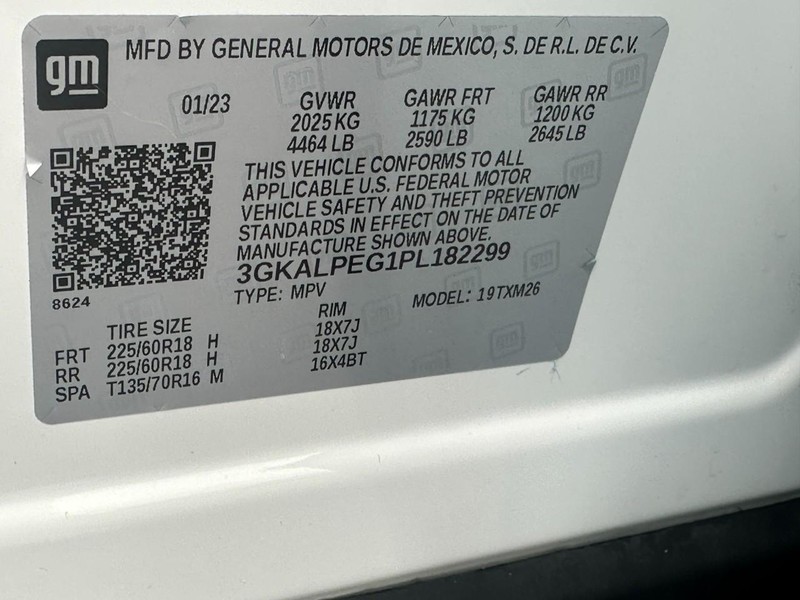 gm
MFD BY GENERAL MOTORS DE MEXICO, S. DE R.L. DE C.V.
01/23 GVWR GAWR FRT GAWR RR
2025 KG 1175 KG 1200 KG
4464 LB 2590 LB 2645 LB
THIS VEHICLE CONFORMS TO ALL
APPLICABLE U.S. FEDERAL MOTOR
VEHICLE SAFETY AND THEFT PREVENTION
STANDARDS IN EFFECT ON THE DATE OF
MANUFACTURE SHOWN ABOVE.
3GKALPEG1PL182299
8624
TYPE: MPV MODEL: 19TXM26
TIRE SIZE RIM
FRT 225/60R18 H 18X7J
RR 225/60R18 H 18X7J
SPA T135/70R16 M 16X4BT